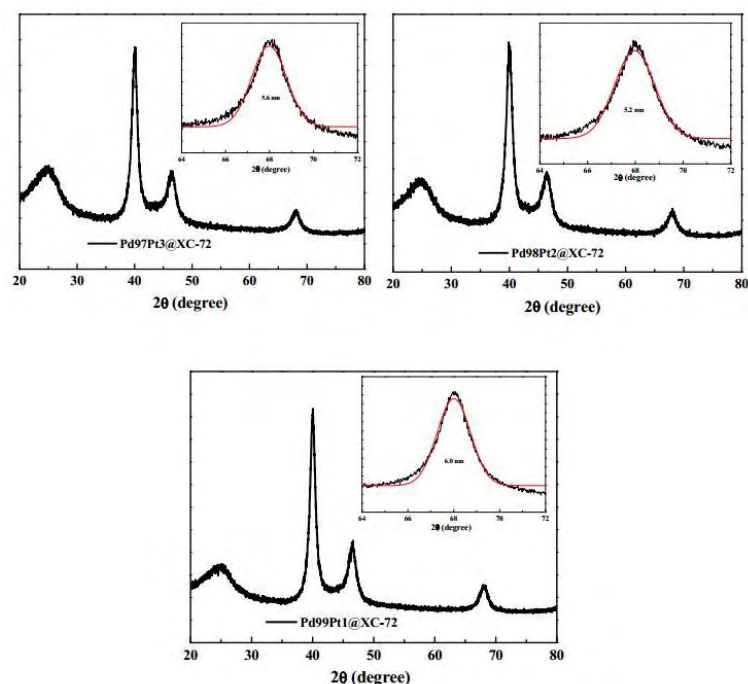 5.6 nm
64 66 68 70 72
2θ (degree)
Pd97Pt3@XC-72
20 30 40 50 60 70 80
2θ (degree)
5.2 nm
64 66 68 70 72
2θ (degree)
Pd98Pt2@XC-72
20 30 40 50 60 70 80
2θ (degree)
6.0 nm
64 66 68 70 72
2θ (degree)
Pd99Pt1@XC-72
20 30 40 50 60 70 80
2θ (degree)